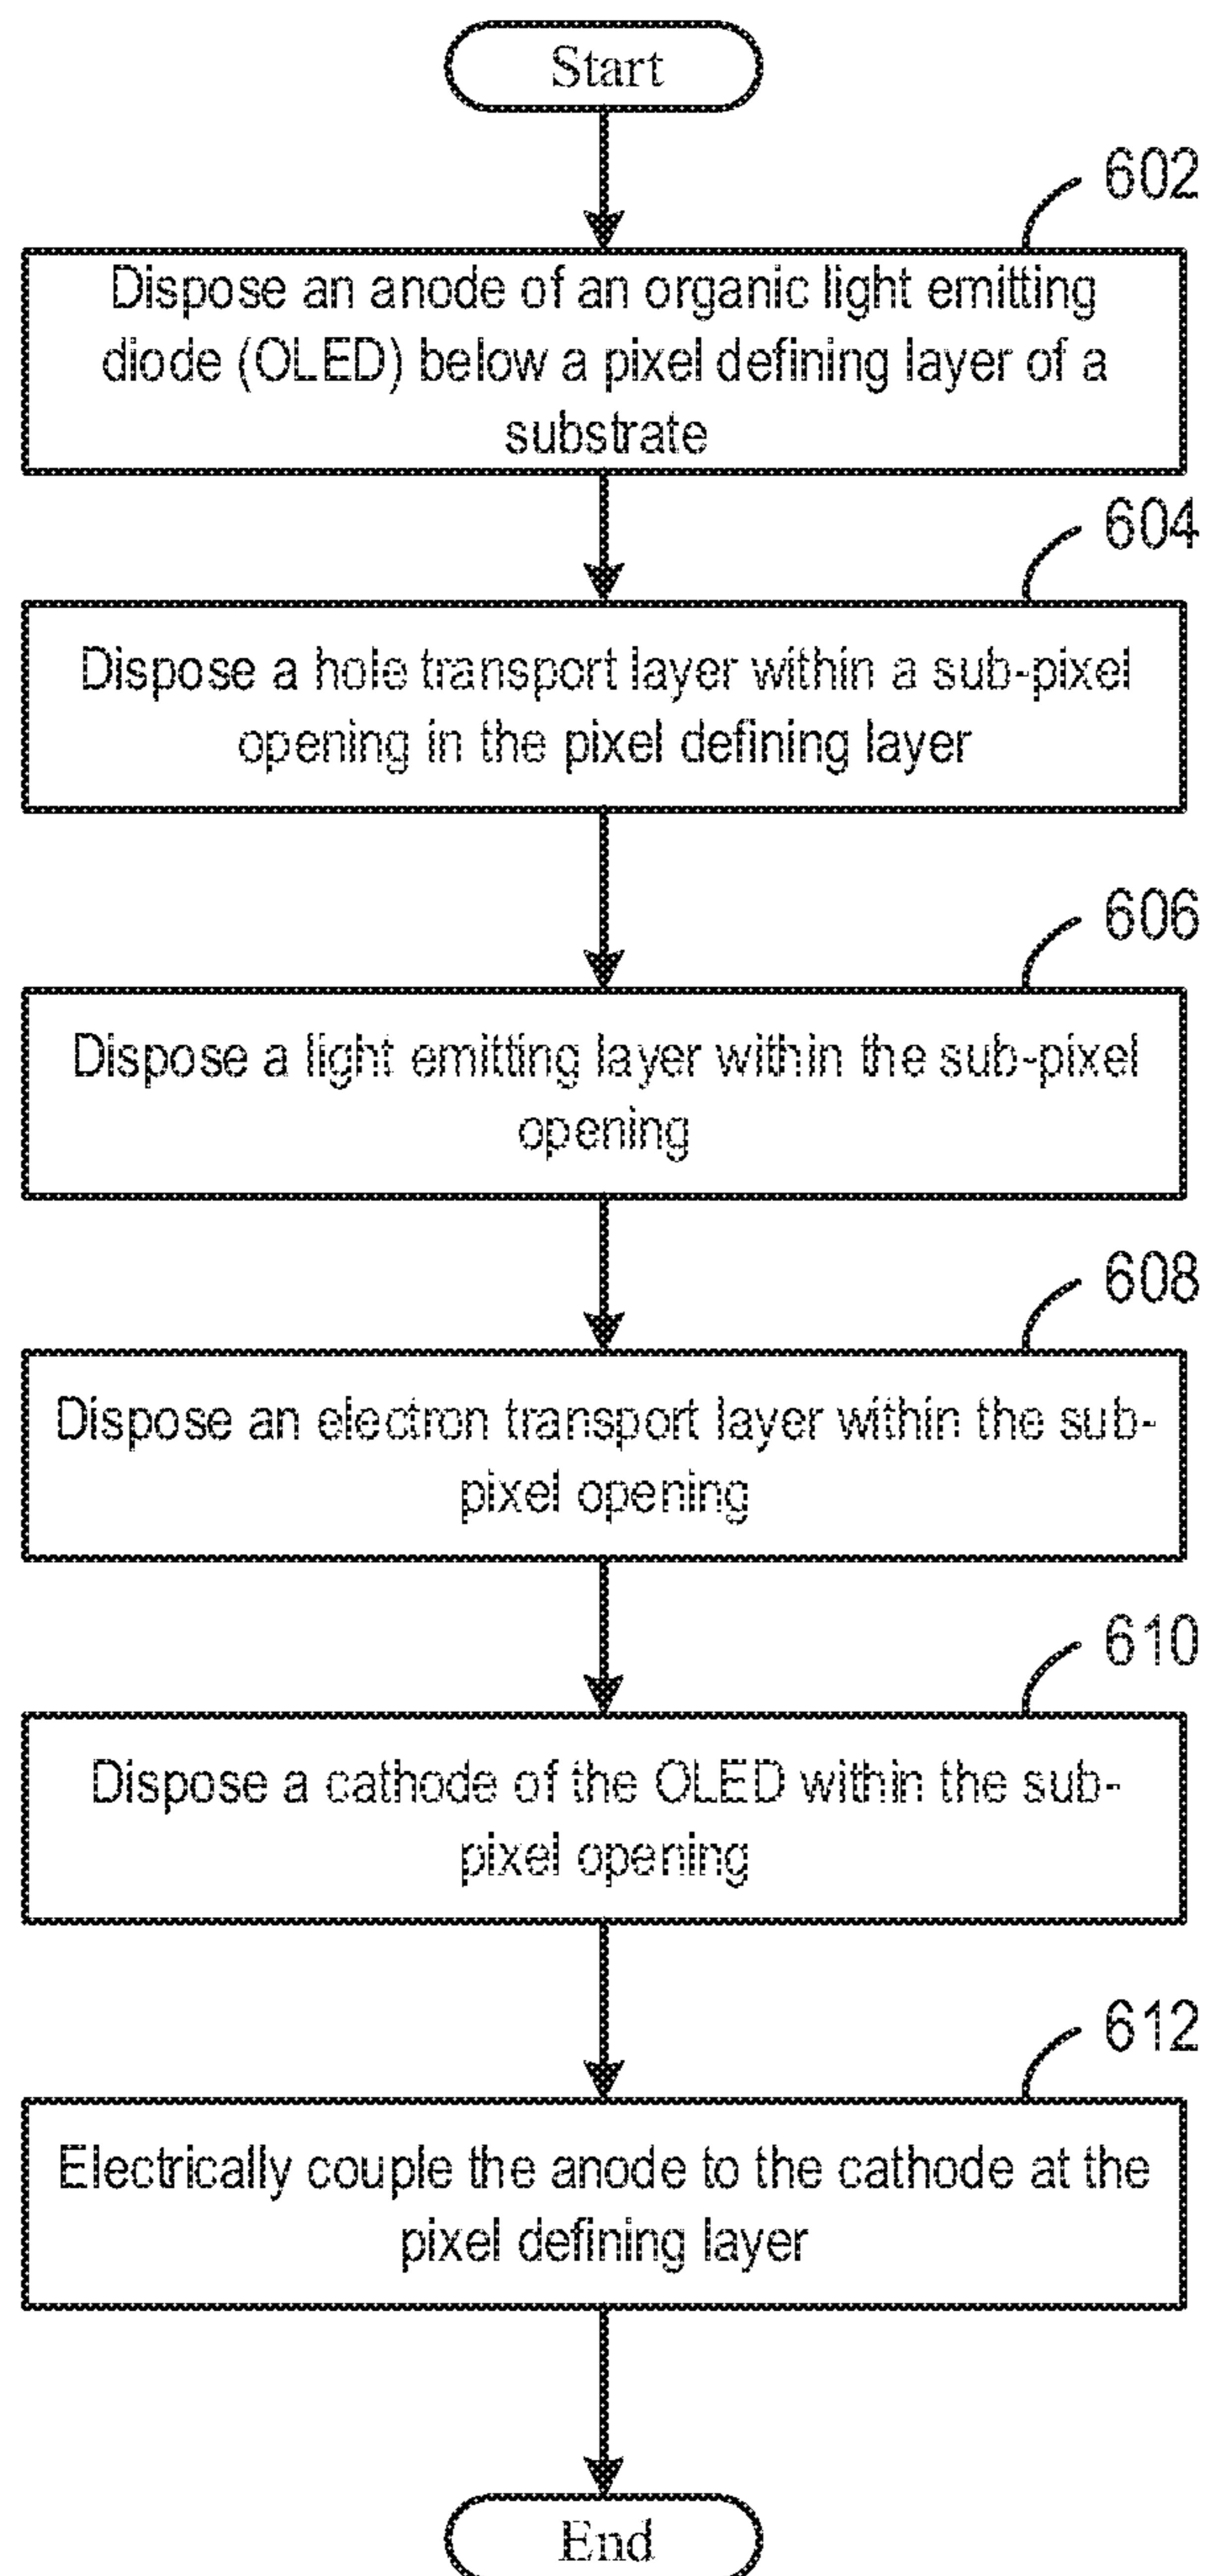 Start
602
Dispose an anode of an organic light emitting
diode (OLED) below a pixel defining layer of a
substrate
604
Dispose a hole transport layer within a sub-pixel
opening in the pixel defining layer
606
Dispose a light emitting layer within the sub-pixel
opening
608
Dispose an electron transport layer within the sub-
pixel opening
610
Dispose a cathode of the OLED within the sub-
pixel opening
612
Electrically couple the anode to the cathode at the
pixel defining layer
End